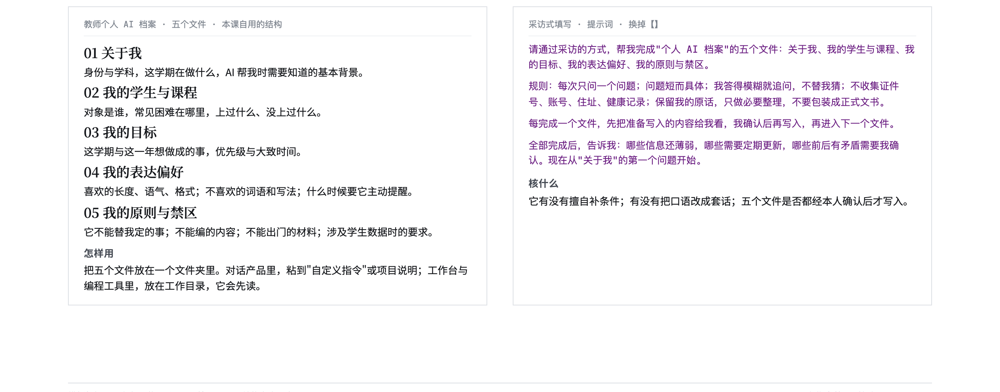 教师个人 AI 档案 · 五个文件 · 本课自用的结构
01 关于我
身份与学科，这学期在做什么，AI 帮我时需要知道的基本背景。
02 我的学生与课程
对象是谁，常见困难在哪里，上过什么、没上过什么。
03 我的目标
这学期与这一年想做成的事，优先级与大致时间。
04 我的表达偏好
喜欢的长度、语气、格式；不喜欢的词语和写法；什么时候要它主动提醒。
05 我的原则与禁区
它不能替我定的事；不能编的内容；不能出门的材料；涉及学生数据时的要求。
怎样用
把五个文件放在一个文件夹里。对话产品里，粘到"自定义指令"或项目说明；工作台与
编程工具里，放在工作目录，它会先读。
采访式填写 · 提示词 · 换掉【】
请通过采访的方式，帮我完成"个人 AI 档案"的五个文件：关于我、我的学生与课程、我
的目标、我的表达偏好、我的原则与禁区。
规则：每次只问一个问题；问题短而具体；我答得模糊就追问，不替我猜；不收集证件
号、账号、住址、健康记录；保留我的原话，只做必要整理，不要包装成正式文书。
每完成一个文件，先把准备写入的内容给我看，我确认后再写入，再进入下一个文件。
全部完成后，告诉我：哪些信息还薄弱，哪些需要定期更新，哪些前后有矛盾需要我确
认。现在从"关于我"的第一个问题开始。
核什么
它有没有擅自补条件；有没有把口语改成套话；五个文件是否都经本人确认后才写入。